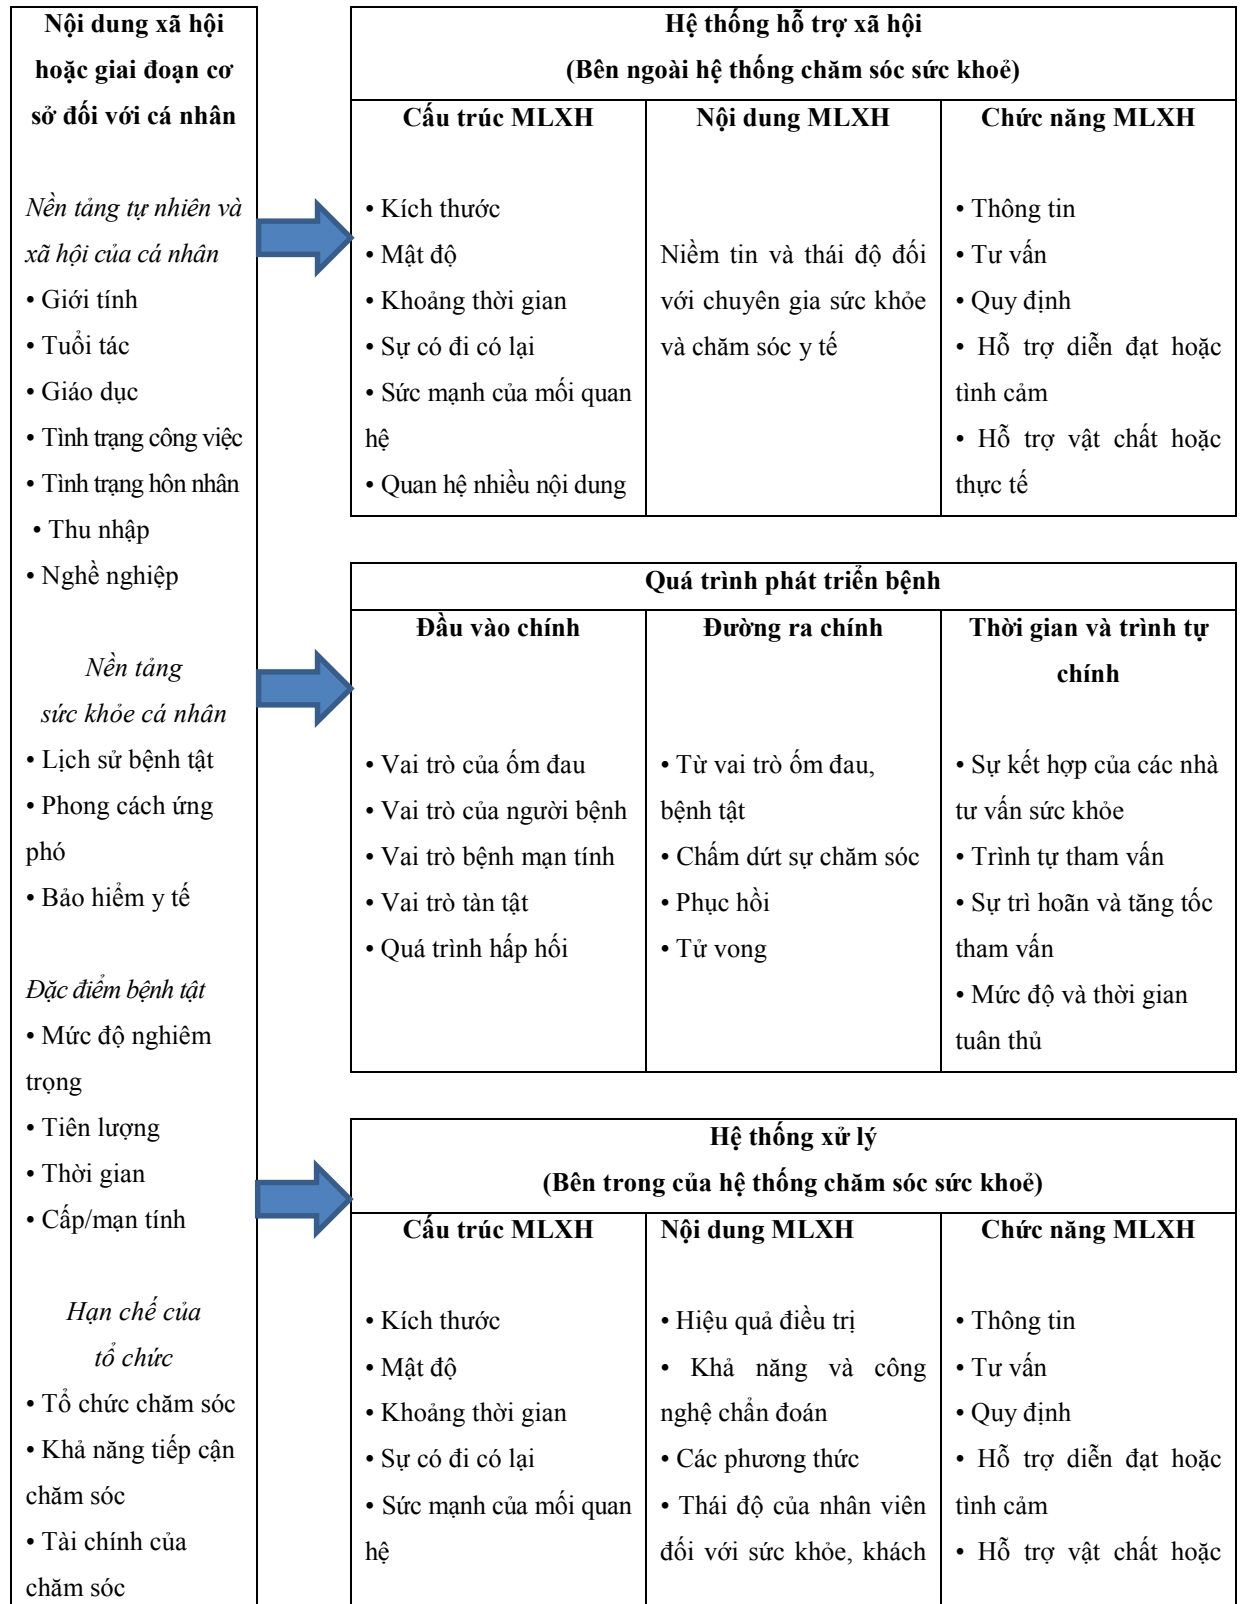 Nội dung xã hội
hoặc giai đoạn cơ
sở đối với cá nhân
Nền tảng tự nhiên và
xã hội của cá nhân
• Giới tính
• Tuổi tác
• Giáo dục
• Tình trạng công việc
• Tình trạng hôn nhân
• Thu nhập
• Nghề nghiệp
Nền tảng
sức khỏe cá nhân
• Lịch sử bệnh tật
• Phong cách ứng
phó
• Bảo hiểm y tế
Đặc điểm bệnh tật
• Mức độ nghiêm
trọng
• Tiên lượng
• Thời gian
• Cấp/mạn tính
Hạn chế của
tổ chức
• Tổ chức chăm sóc
• Khả năng tiếp cận
chăm sóc
• Tài chính của
chăm sóc
Hệ thống hỗ trợ xã hội
(Bên ngoài hệ thống chăm sóc sức khoẻ)
Cấu trúc MLXH
• Kích thước
• Mật độ
• Khoảng thời gian
• Sự có đi có lại
• Sức mạnh của mối quan
hệ
• Quan hệ nhiều nội dung
Nội dung MLXH
Niềm tin và thái độ đối
với chuyên gia sức khỏe
và chăm sóc y tế
Chức năng MLXH
• Thông tin
• Tư vấn
• Quy định
• Hỗ trợ diễn đạt hoặc
tình cảm
• Hỗ trợ vật chất hoặc
thực tế
Quá trình phát triển bệnh
Đầu vào chính
• Vai trò của ốm đau
• Vai trò của người bệnh
• Vai trò bệnh mạn tính
• Vai trò tàn tật
• Quá trình hấp hối
Đường ra chính
• Từ vai trò ốm đau,
bệnh tật
• Chấm dứt sự chăm sóc
• Phục hồi
• Tử vong
Thời gian và trình tự
chính
• Sự kết hợp của các nhà
tư vấn sức khỏe
• Trình tự tham vấn
• Sự trì hoãn và tăng tốc
tham vấn
• Mức độ và thời gian
tuân thủ
Hệ thống xử lý
(Bên trong của hệ thống chăm sóc sức khoẻ)
Cấu trúc MLXH
• Kích thước
• Mật độ
• Khoảng thời gian
• Sự có đi có lại
• Sức mạnh của mối quan
hệ
Nội dung MLXH
• Hiệu quả điều trị
• Khả năng và công
nghệ chẩn đoán
• Các phương thức
• Thái độ của nhân viên
đối với sức khỏe, khách
Chức năng MLXH
• Thông tin
• Tư vấn
• Quy định
• Hỗ trợ diễn đạt hoặc
tình cảm
• Hỗ trợ vật chất hoặc